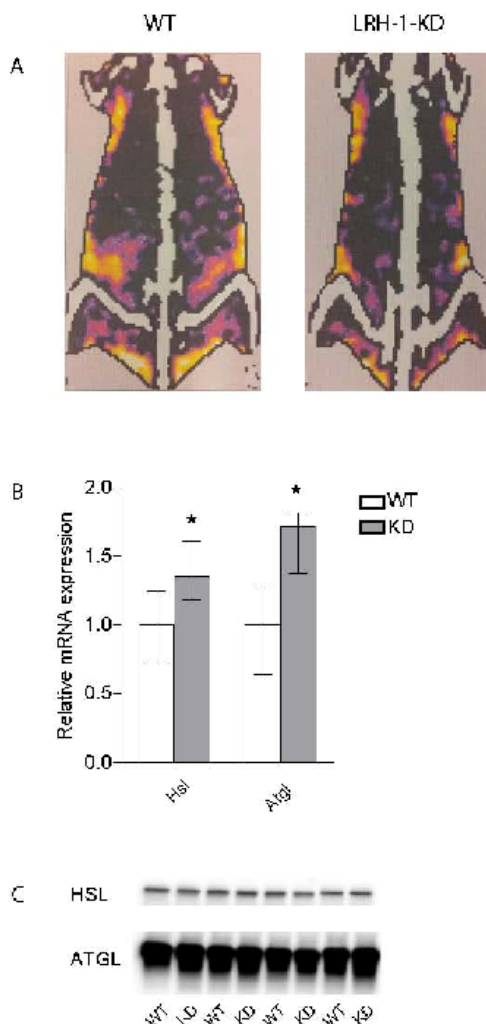 WT LRH-1-KD
A
B
2.0
1.5
1.0
0.5
0.0
Relative mRNA expression
* *
WT
KD
Hsl Atgl
C
HSL
ATGL
WT KD WT KD WT KD WT KD